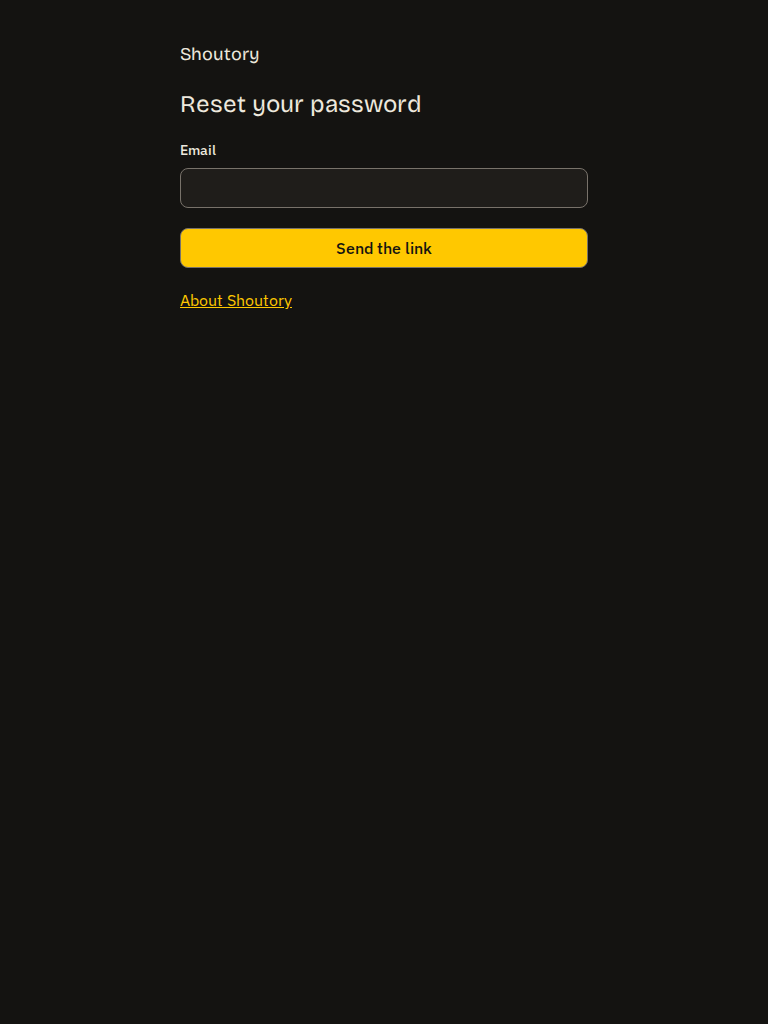 Shoutory
Reset your password
Email
Send the link
About Shoutory